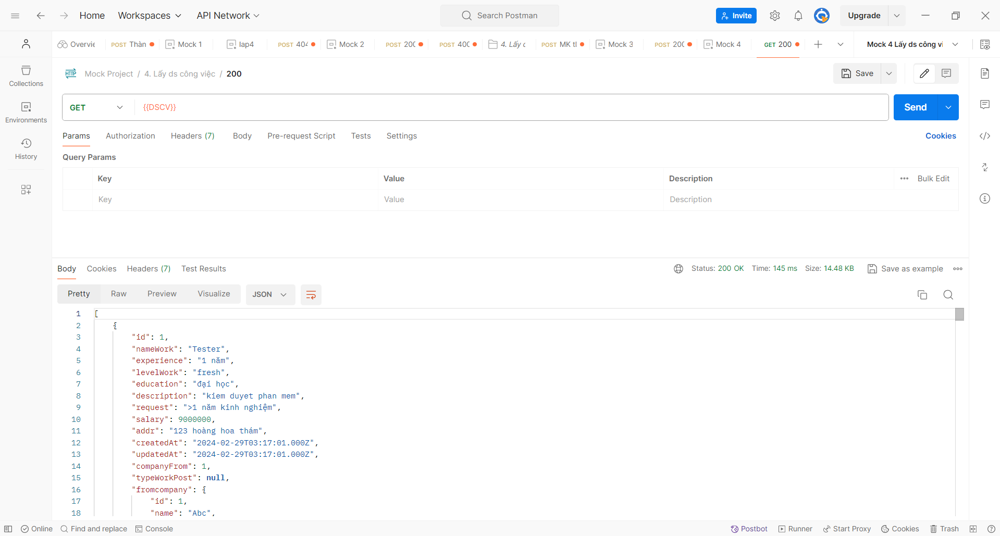 Home Workspaces API Network Search Postman Invite Upgrade
Overvie POST Thàn Mock 1 lap4 POST 404 Mock 2 POST 200 POST 400 4. Lấy POST MK tl Mock 3 POST 200 Mock 4 GET 200 Mock 4 Lấy ds công vi
Collections
Environments
History
HTTP Mock Project / 4. Lấy ds công việc / 200 Save
GET {{DSCV}} Send
Params Authorization Headers (7) Body Pre-request Script Tests Settings Cookies
Query Params
Key Value Description Bulk Edit
Key Value Description
Body Cookies Headers (7) Test Results Status: 200 OK Time: 145 ms Size: 14.48 KB Save as example
Pretty Raw Preview Visualize JSON
1 [
2 {
3 "id": 1,
4 "nameWork": "Tester",
5 "experience": "1 năm",
6 "levelWork": "fresh",
7 "education": "đại học",
8 "description": "kiem duyet phan mem",
9 "request": ">1 năm kinh nghiệm",
10 "salary": 9000000,
11 "addr": "123 hoàng hoa thám",
12 "createdAt": "2024-02-29T03:17:01.000Z",
13 "updatedAt": "2024-02-29T03:17:01.000Z",
14 "companyFrom": 1,
15 "typeWorkPost": null,
16 "fromcompany": {
17 "id": 1,
18 "name": "Abc",
Online Find and replace Console Postbot Runner Start Proxy Cookies Trash